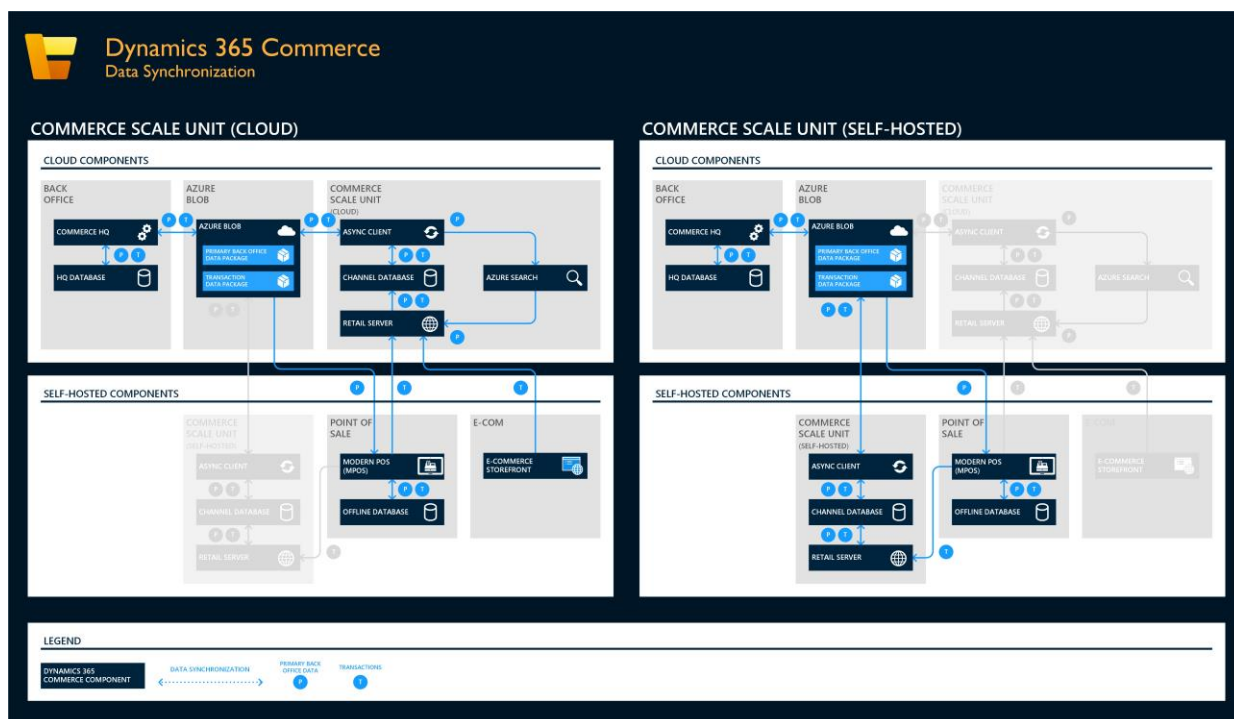 Dynamics 365 Commerce
Data Synchronization
COMMERCE SCALE UNIT (CLOUD)
CLOUD COMPONENTS
BACK
OFFICE
COMMERCE HQ
P T
HQ DATABASE
P T
AZURE
BLOB
AZURE BLOB
PRIMARY BACK OFFICE
DATA PACKAGE
TRANSACTION
DATA PACKAGE
P T
P T
COMMERCE
SCALE UNIT
(CLOUD)
ASYNC CLIENT
P
P T
CHANNEL DATABASE
AZURE SEARCH
P T
RETAIL SERVER
P
SELF-HOSTED COMPONENTS
P
T
T
COMMERCE
SCALE UNIT
(SELF-HOSTED)
ASYNC CLIENT
P T
CHANNEL DATABASE
P T
RETAIL SERVER
T
POINT OF
SALE
MODERN POS
(MPOS)
P T
OFFLINE DATABASE
E-COM
E-COMMERCE
STOREFRONT
COMMERCE SCALE UNIT (SELF-HOSTED)
CLOUD COMPONENTS
BACK
OFFICE
COMMERCE HQ
P T
HQ DATABASE
P T
AZURE
BLOB
AZURE BLOB
PRIMARY BACK OFFICE
DATA PACKAGE
TRANSACTION
DATA PACKAGE
P T
P T
COMMERCE
SCALE UNIT
(CLOUD)
ASYNC CLIENT
P
P T
CHANNEL DATABASE
AZURE SEARCH
P T
RETAIL SERVER
P
SELF-HOSTED COMPONENTS
P
T
T
COMMERCE
SCALE UNIT
(SELF-HOSTED)
ASYNC CLIENT
P T
CHANNEL DATABASE
P T
RETAIL SERVER
T
POINT OF
SALE
MODERN POS
(MPOS)
P T
OFFLINE DATABASE
E-COM
E-COMMERCE
STOREFRONT
LEGEND
DYNAMICS 365
COMMERCE COMPONENT
DATA SYNCHRONIZATION
PRIMARY BACK
OFFICE DATA
P
TRANSACTIONS
T